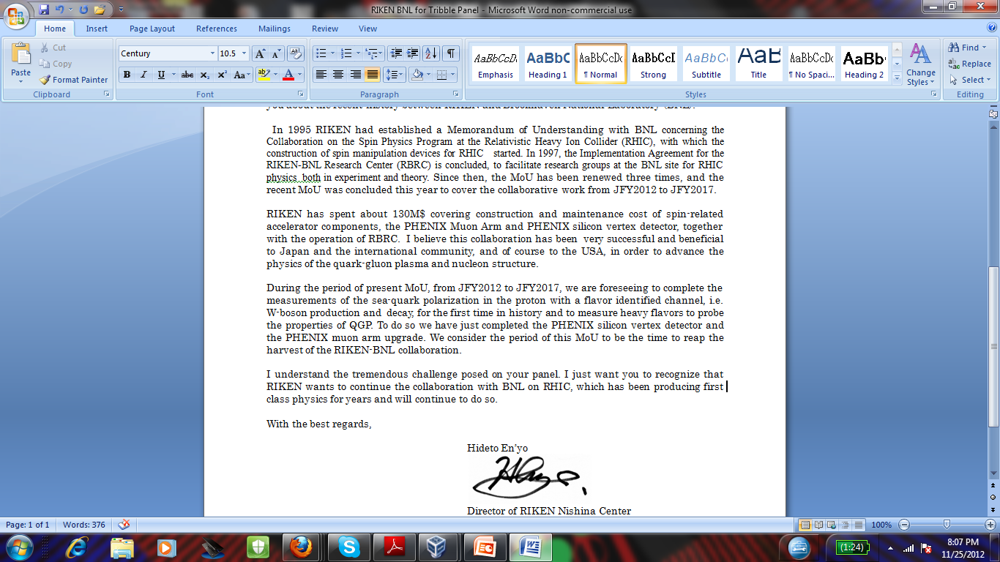 RIKEN BNL for Tribble Panel - Microsoft Word non-commercial use
Home Insert Page Layout References Mailings Review View
Cut
Copy
Format Painter
Paste
Clipboard
Century 10.5
B I U abc x₂ x² Aa ab A
Font
Paragraph
AaBbCcDc AaBbC AaBbCcDc AaBbCcI AaBbCcI AaBb AaBbCcDc AaBbC
Emphasis Heading 1 ¶ Normal Strong Subtitle Title ¶ No Spaci... Heading 2
Change Styles
Styles
Find
Replace
Select
Editing
you about the recent history between RIKEN and Brookhaven National Laboratory (BNL).
In 1995 RIKEN had established a Memorandum of Understanding with BNL concerning the
Collaboration on the Spin Physics Program at the Relativistic Heavy Ion Collider (RHIC), with which the
construction of spin manipulation devices for RHIC started. In 1997, the Implementation Agreement for the
RIKEN-BNL Research Center (RBRC) is concluded, to facilitate research groups at the BNL site for RHIC
physics both in experiment and theory. Since then, the MoU has been renewed three times, and the
recent MoU was concluded this year to cover the collaborative work from JFY2012 to JFY2017.
RIKEN has spent about 130M$ covering construction and maintenance cost of spin-related
accelerator components, the PHENIX Muon Arm and PHENIX silicon vertex detector, together
with the operation of RBRC. I believe this collaboration has been very successful and beneficial
to Japan and the international community, and of course to the USA, in order to advance the
physics of the quark-gluon plasma and nucleon structure.
During the period of present MoU, from JFY2012 to JFY2017, we are foreseeing to complete the
measurements of the sea-quark polarization in the proton with a flavor identified channel, i.e.
W-boson production and decay, for the first time in history and to measure heavy flavors to probe
the properties of QGP. To do so we have just completed the PHENIX silicon vertex detector and
the PHENIX muon arm upgrade. We consider the period of this MoU to be the time to reap the
harvest of the RIKEN-BNL collaboration.
I understand the tremendous challenge posed on your panel. I just want you to recognize that
RIKEN wants to continue the collaboration with BNL on RHIC, which has been producing first
class physics for years and will continue to do so.
With the best regards,
Hideto En’yo
Director of RIKEN Nishina Center
Page: 1 of 1 Words: 376 100%
(1:24) 8:07 PM
11/25/2012